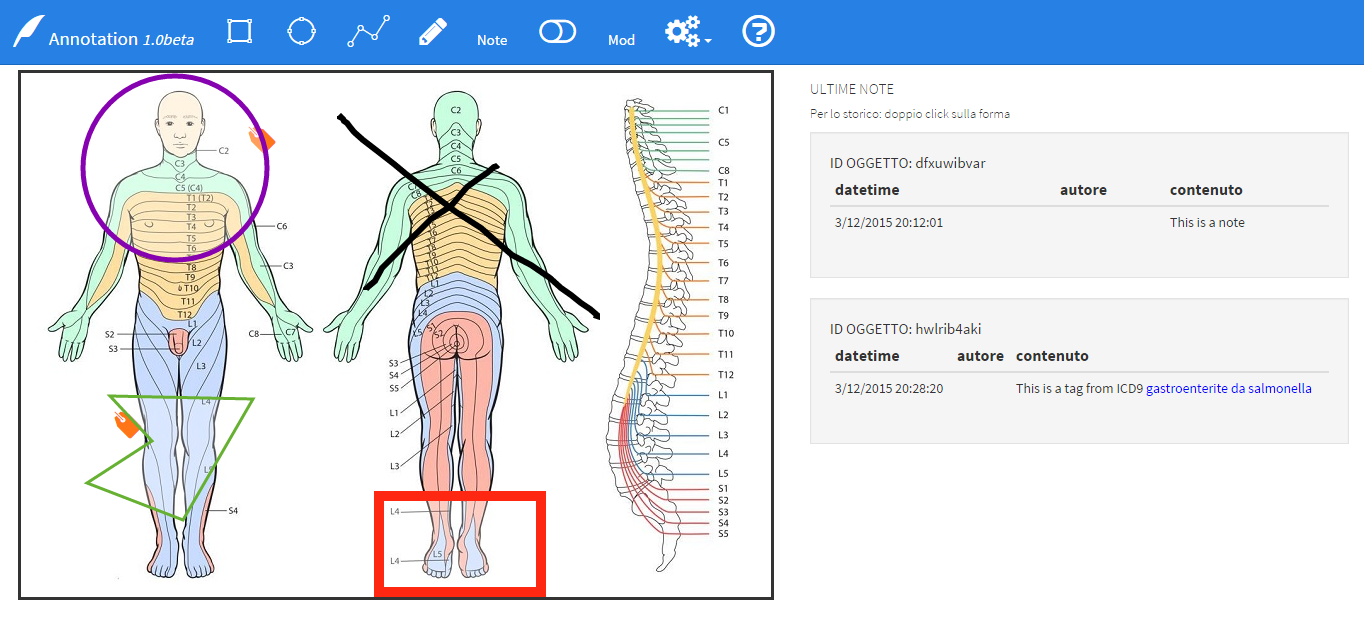 Annotation 1.0beta
Note
Mod
?
C2
C3
C4
C5 (C4)
T1 (T2)
T2
T3
T4
T5
T6
T8
T9
T10
T11
T12
L1
L2
L3
L4
L5
S4
C6
C3
C8
C7
S2
S3
C2
C3
C4
C5
C6
C8
L1
L2
L3
L4
L5
S1
S2
S3
S4
S5
L1
L2
L3
L4
L5
L4
C1
C5
C8
T1
T2
T3
T4
T5
T6
T7
T8
T9
T10
T11
T12
L1
L2
L3
L4
L5
S1
S2
S3
S4
S5
ULTIME NOTE
Per lo storico: doppio click sulla forma
ID OGGETTO: dfxuwibvar
datetime autore contenuto
3/12/2015 20:12:01 This is a note
ID OGGETTO: hwlrib4aki
datetime autore contenuto
3/12/2015 20:28:20 This is a tag from ICD9 gastroenterite da salmonella